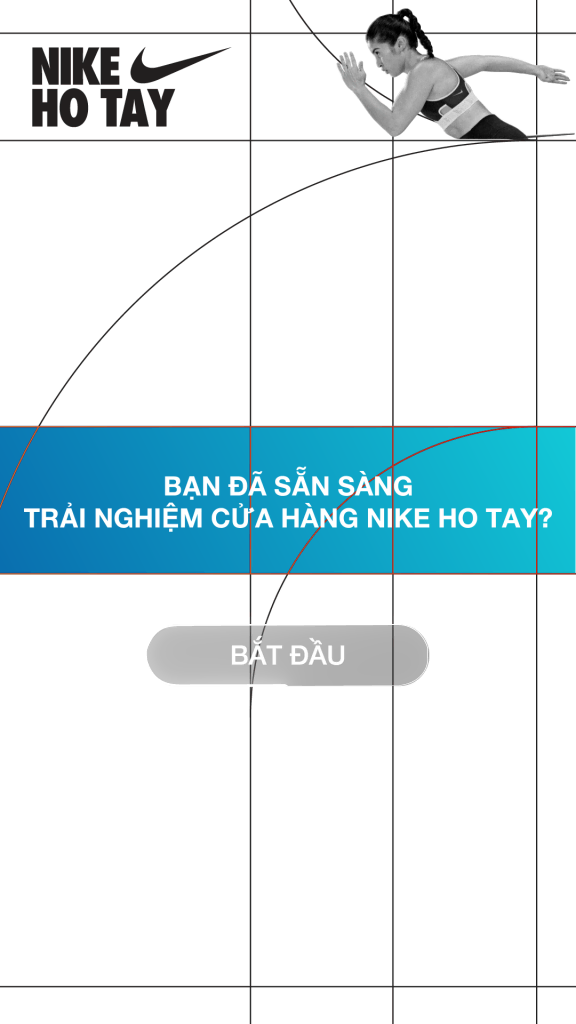 NIKE
HO TAY
BẠN ĐÃ SẴN SÀNG
TRẢI NGHIỆM CỬA HÀNG NIKE HO TAY?
BẮT ĐẦU